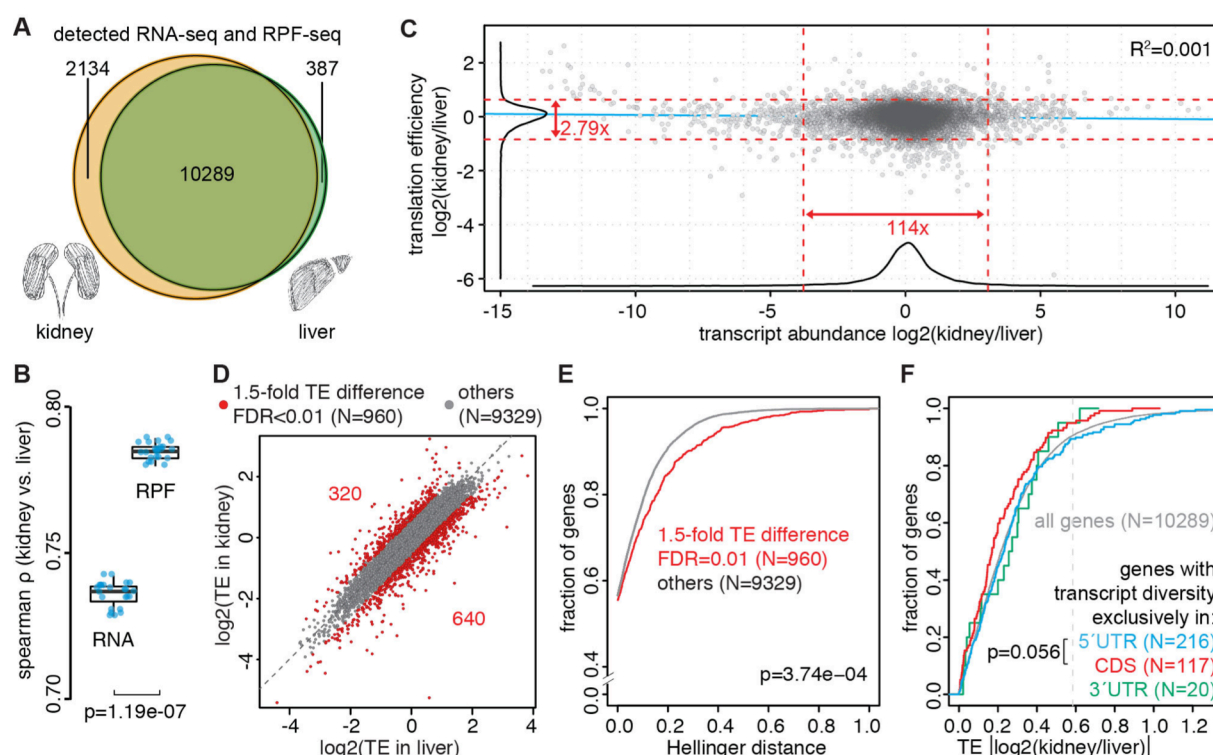 A
detected RNA-seq and RPF-seq
2134
387
10289
kidney
liver
B
spearman ρ (kidney vs. liver)
0.80
0.75
0.70
RPF
RNA
p=1.19e-07
C
translation efficiency
log2(kidney/liver)
2
0
-2
-4
-6
R²=0.001
2.79x
114x
-15
-10
-5
0
5
10
transcript abundance log2(kidney/liver)
D
1.5-fold TE difference
FDR<0.01 (N=960)
others
(N=9329)
log2(TE in kidney)
2
0
-2
-4
320
640
-4
-2
0
2
4
log2(TE in liver)
E
fraction of genes
1.0
0.8
0.6
0.4
0.0
1.5-fold TE difference
FDR=0.01 (N=960)
others (N=9329)
p=3.74e−04
0.0
0.2
0.4
0.6
0.8
1.0
Hellinger distance
F
fraction of genes
1.0
0.8
0.6
0.4
0.2
0.0
all genes (N=10289)
genes with
transcript diversity
exclusively in:
5´UTR (N=216)
p=0.056
CDS (N=117)
3´UTR (N=20)
0.0
0.2
0.4
0.6
0.8
1.0
1.2
TE |log2(kidney/liver)|